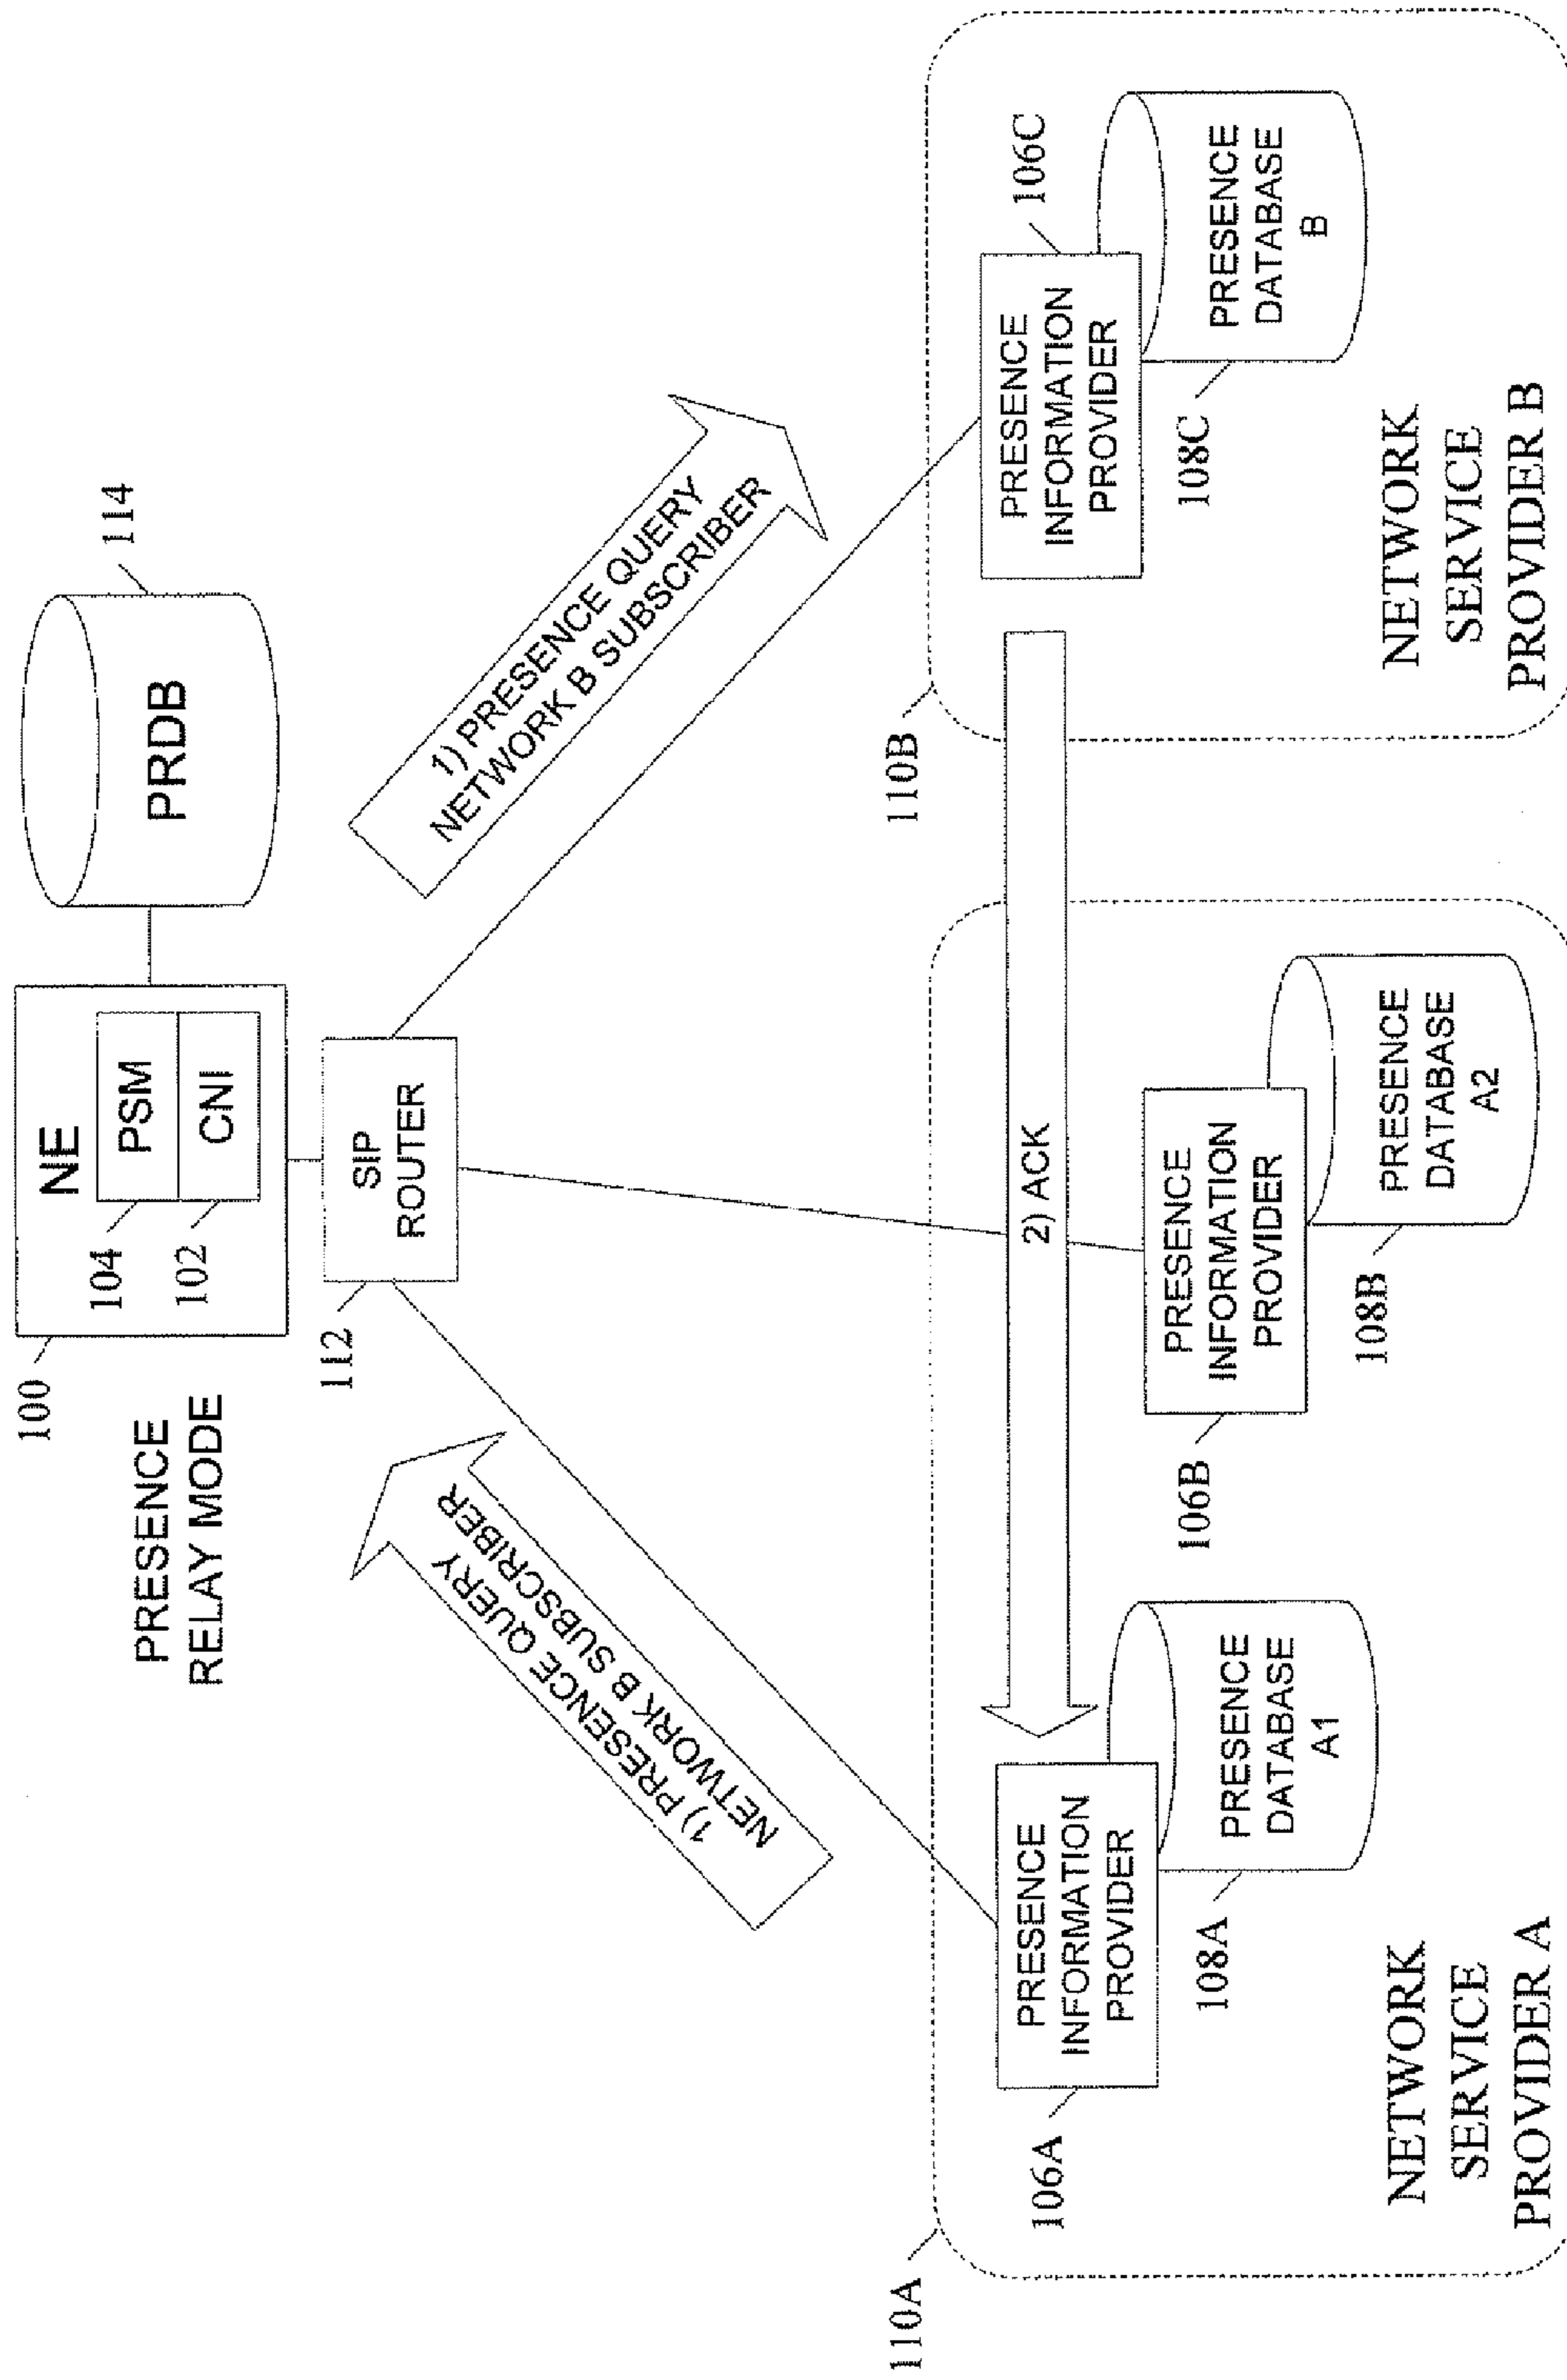 100
NE
104
PSM
102
CNI
PRDB
114
PRESENCE
RELAY MODE
112
SIP
ROUTER
1) PRESENCE QUERY
NETWORK B SUBSCRIBER
1) PRESENCE QUERY
NETWORK B SUBSCRIBER
110A
106A
PRESENCE
INFORMATION
PROVIDER
108A
PRESENCE
DATABASE
A1
2) ACK
106B
PRESENCE
INFORMATION
PROVIDER
108B
PRESENCE
DATABASE
A2
NETWORK
SERVICE
PROVIDER A
110B
PRESENCE
INFORMATION
PROVIDER
106C
108C
PRESENCE
DATABASE
B
NETWORK
SERVICE
PROVIDER B